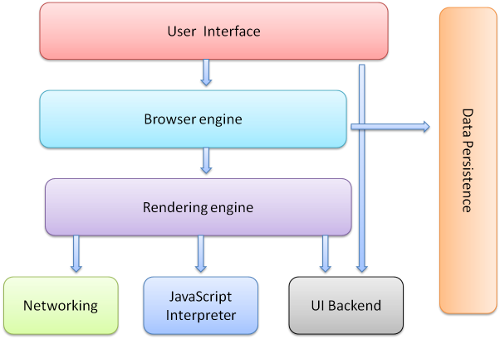 User Interface
Browser engine
Data Persistence
Rendering engine
Networking
JavaScript
Interpreter
UI Backend